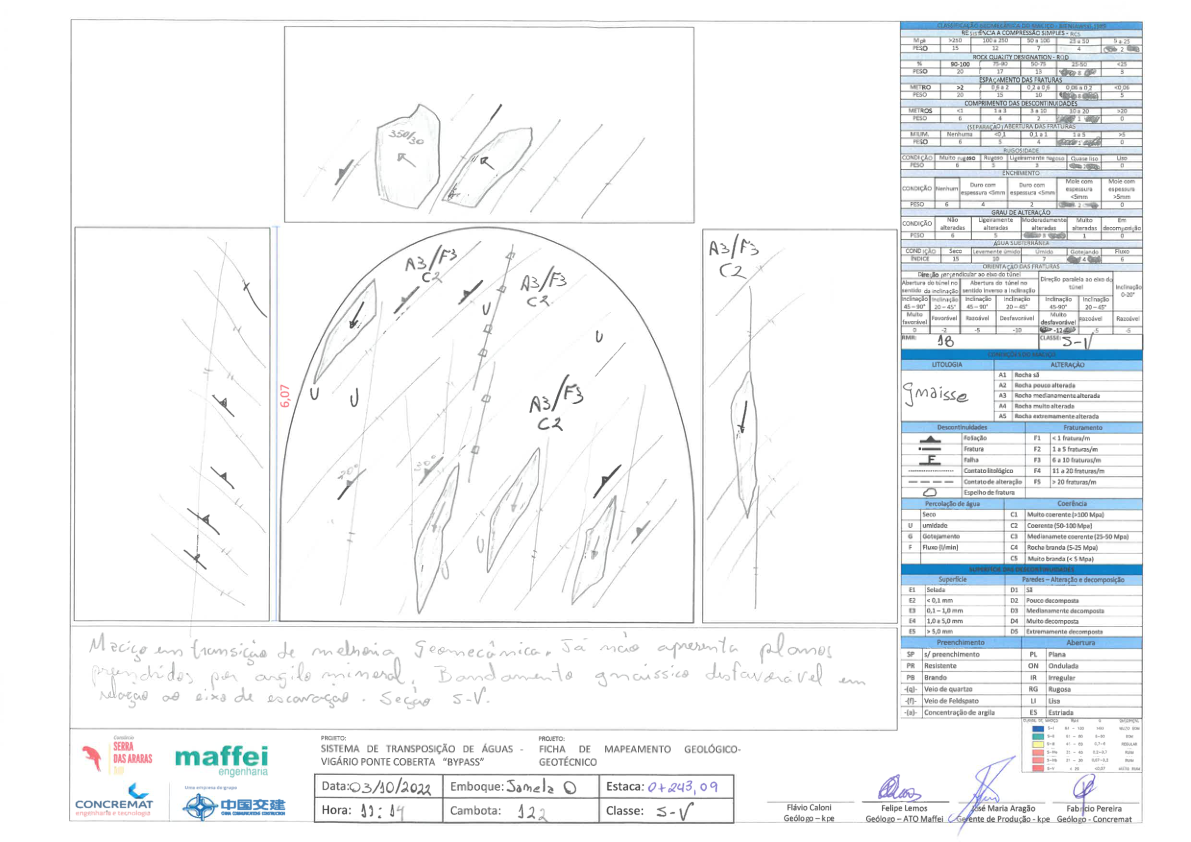 350/30
A3/F3
C2
A3/F3
C2
A3/F3
C2
A3/F3
C2
U
U
U
U
U
6,07
Maciço em transição de melhoria Geomecânica. Já não apresenta planos
preenchidos por argilo mineral. Bandamento gnaissico desfavorável em
relação ao eixo de escavação. Seção S-V.
RESISTÊNCIA A COMPRESSÃO SIMPLES - RCS
Mpa >250 100 a 250 50 a 100 25 a 50 5 a 25
PESO 15 12 7 4 2
ROCK QUALITY DESIGNATION - RQD
% 90-100 75-90 50-75 25-50 <25
PESO 20 17 13 8 5
ESPAÇAMENTO DAS FRATURAS
METRO >2 0,6 a 2 0,2 a 0,6 0,06 a 0,2 <0,06
PESO 20 15 10 8 5
COMPRIMENTO DAS DESCONTINUIDADES
METROS <1 1 a 3 3 a 10 10 a 20 >20
PESO 6 4 2 1 0
(SEPARAÇÃO) ABERTURA DAS FRATURAS
MILIM. Nenhuma <0,1 0,1 a 1 1 a 5 >5
PESO 6 5 4 1 0
RUGOSIDADE
CONDIÇÃO Muito rugoso Rugoso Ligeiramente rugoso Quase liso Liso
PESO 6 5 3 1 0
ENCHIMENTO
CONDIÇÃO Nenhum Duro com espessura <5mm Duro com espessura <5mm Mole com espessura <5mm Mole com espessura >5mm
PESO 6 4 2 2 0
GRAU DE ALTERAÇÃO
CONDIÇÃO Não alteradas Ligeiramente alteradas Moderadamente alteradas Muito alteradas Em decomposição
PESO 6 5 3 1 0
ÁGUA SUBTERRÂNEA
CONDIÇÃO Seco Levemente úmido Úmido Gotejando Fluxo
ÍNDICE 15 10 7 4 0
ORIENTAÇÃO DAS FRATURAS
Direção perpendicular ao eixo do túnel Direção paralela ao eixo do túnel Inclinação 0-20°
Abertura do túnel no sentido da inclinação Abertura do túnel no sentido inverso a inclinação
Inclinação 45 – 90° Inclinação 20 – 45° Inclinação 45 – 90° Inclinação 20 – 45° Inclinação 45-90° Inclinação 20 – 45°
Muito favorável Favorável Razoável Desfavorável Muito desfavorável Razoável Razoável
0 -2 -5 -10 -12 -5 -5
RMR: 18 CLASSE: S-V
LITOLOGIA ALTERAÇÃO
gnaisse
A1 Rocha sã
A2 Rocha pouco alterada
A3 Rocha medianamente alterada
A4 Rocha muito alterada
A5 Rocha extremamente alterada
Descontinuidades Fraturamento
Foliação F1 < 1 fratura/m
Fratura F2 1 a 5 fraturas/m
F Falha F3 6 a 10 fraturas/m
Contato litológico F4 11 a 20 fraturas/m
Contato de alteração F5 > 20 fraturas/m
Espelho de fratura
Percolação de água Coerência
Seco C1 Muito coerente (>100 Mpa)
U umidado C2 Coerente (50-100 Mpa)
G Gotejamento C3 Medianamete coerente (25-50 Mpa)
F Fluxo (l/min) C4 Rocha branda (5-25 Mpa)
C5 Muito branda (< 5 Mpa)
Superfície Paredes – Alteração e decomposição
E1 Selada D1 Sã
E2 < 0,1 mm D2 Pouco decomposta
E3 0,1 – 1,0 mm D3 Medianamente decomposta
E4 1,0 a 5,0 mm D4 Muito decomposta
E5 > 5,0 mm D5 Extremamente decomposta
Preenchimento Abertura
SP s/ preenchimento PL Plana
PR Resistente ON Ondulada
PB Brando IR Irregular
-(q)- Veio de quartzo RG Rugosa
-(f)- Veio de Feldspato LI Lisa
-(a)- Concentração de argila ES Estriada
SERRA
DAS ARARAS
maffei
engenharia
Uma empresa do grupo
CONCREMAT
engenharia e tecnologia
中国交建
PROJETO: PROJETO:
SISTEMA DE TRANSPOSIÇÃO DE ÁGUAS - FICHA DE MAPEAMENTO GEOLÓGICO-
VIGARIO PONTE COBERTA "BYPASS" GEOTÉCNICO
Data: 03/10/2022 Emboque: Janela O Estaca: 0+243,09
Hora: 11:14 Cambota: 122 Classe: S-V
Flávio Caloni Felipe Lemos José Maria Aragão Fabrício Pereira
Geólogo – kpe Geólogo – ATO Maffei Gerente de Produção - kpe Geólogo - Concremat